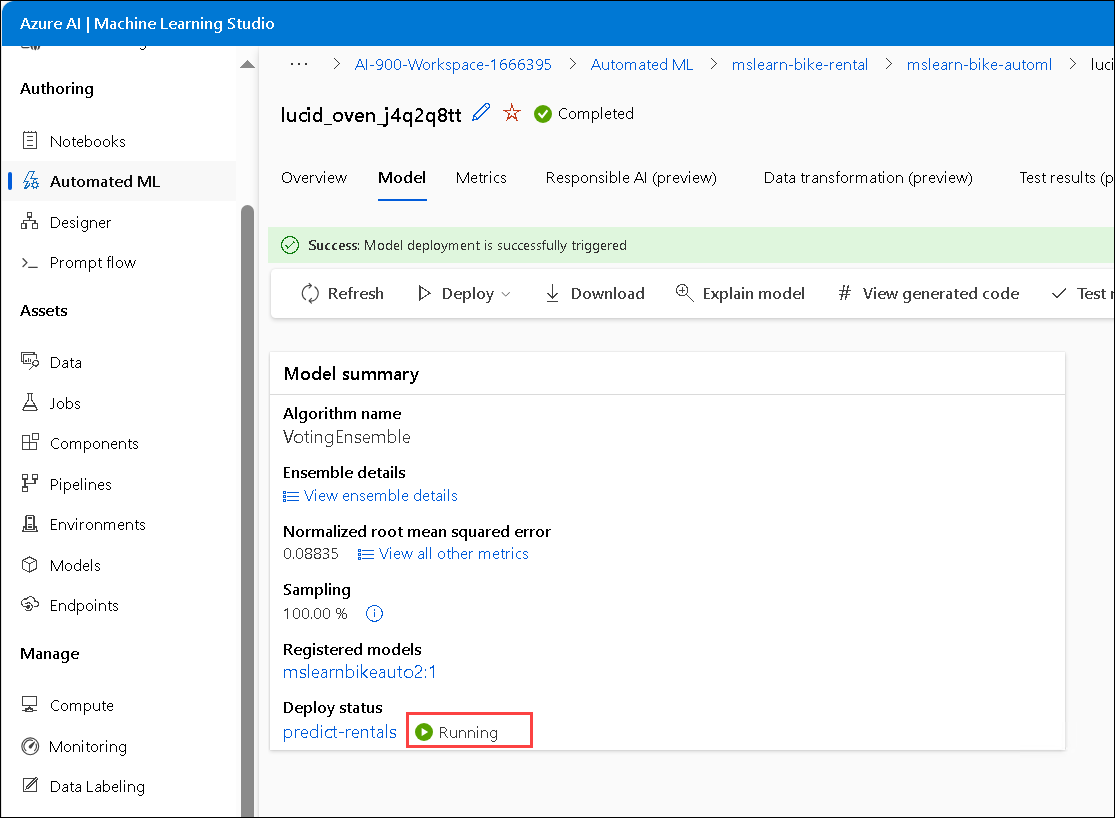 Azure AI | Machine Learning Studio
Authoring
Notebooks
Automated ML
Designer
Prompt flow
Assets
Data
Jobs
Components
Pipelines
Environments
Models
Endpoints
Manage
Compute
Monitoring
Data Labeling
··· > AI-900-Workspace-1666395 > Automated ML > mslearn-bike-rental > mslearn-bike-automl > luci
lucid_oven_j4q2q8tt Completed
Overview Model Metrics Responsible AI (preview) Data transformation (preview) Test results (p
Success: Model deployment is successfully triggered
Refresh Deploy Download Explain model # View generated code Test
Model summary
Algorithm name
VotingEnsemble
Ensemble details
View ensemble details
Normalized root mean squared error
0.08835 View all other metrics
Sampling
100.00 %
Registered models
mslearnbikeauto2:1
Deploy status
predict-rentals Running